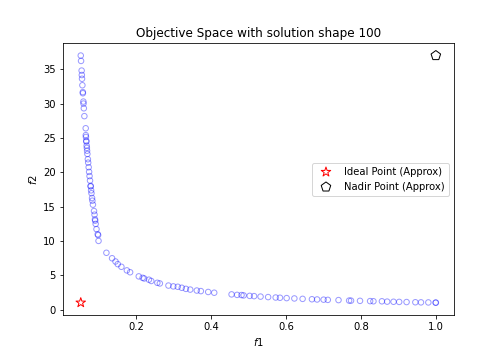 Objective Space with solution shape 100
f2
35
30
25
20
15
10
5
0
Ideal Point (Approx)
Nadir Point (Approx)
0.2 0.4 0.6 0.8 1.0
f1